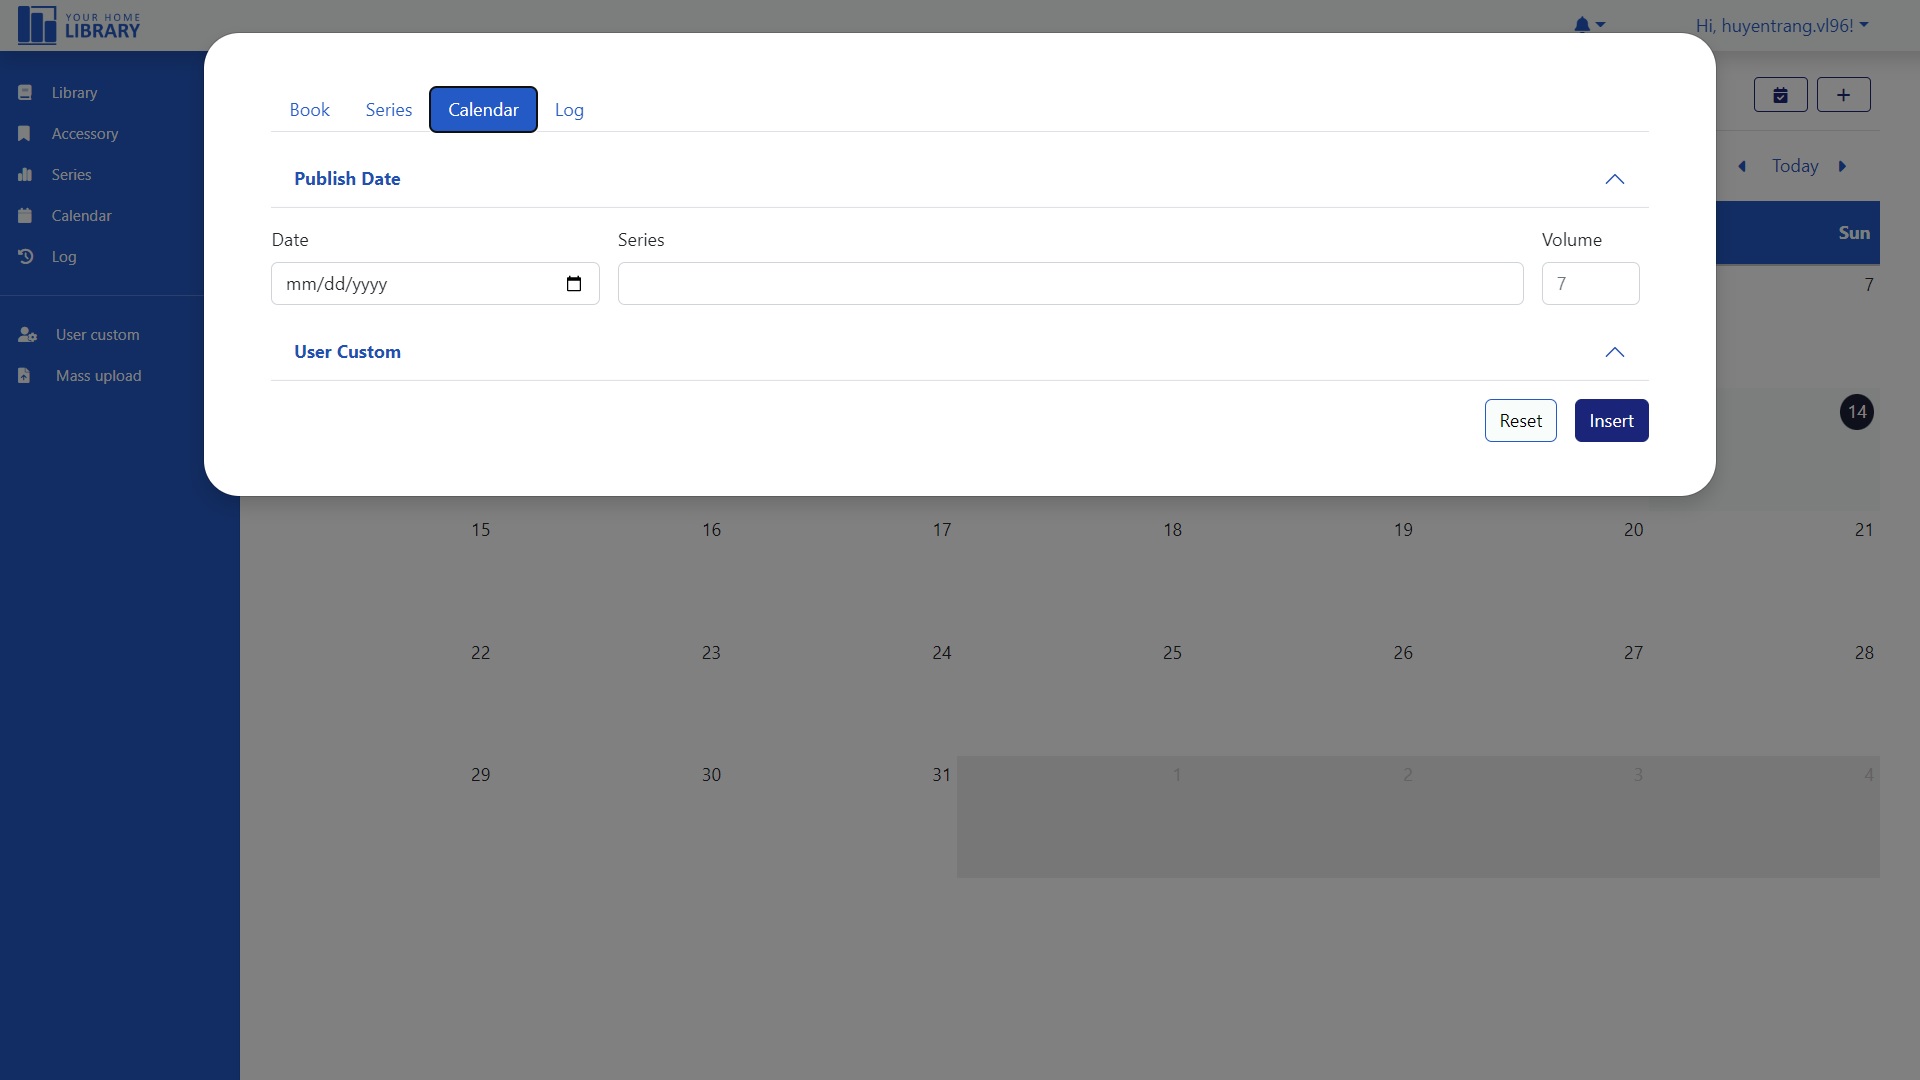 YOUR HOME
LIBRARY
Hi, huyentrang.vl96!
Library
Accessory
Series
Calendar
Log
User custom
Mass upload
Book Series Calendar Log
Publish Date
Date Series Volume
mm/dd/yyyy 7
User Custom
Reset Insert
Today
Sun
7
14
15 16 17 18 19 20 21
22 23 24 25 26 27 28
29 30 31 1 2 3 4